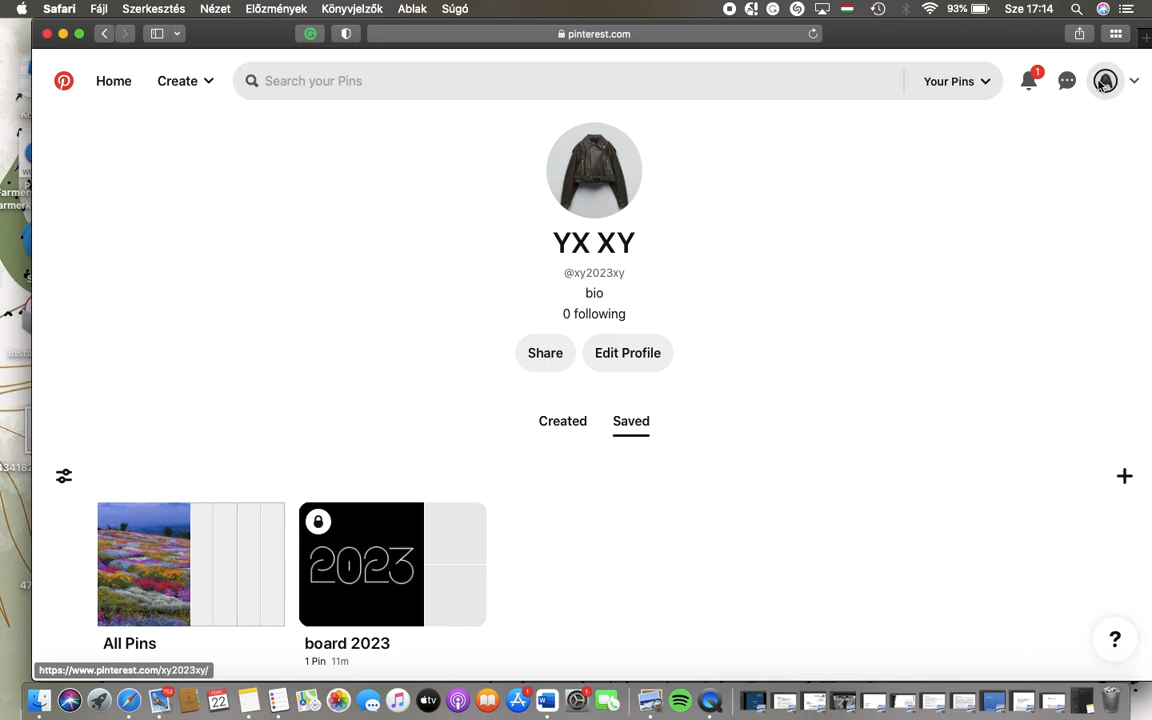 Safari Fájl Szerkesztés Nézet Előzmények Könyvjelzők Ablak Súgó 93% Sze 17:14
pinterest.com
Home Create Search your Pins Your Pins 1
YX XY
@xy2023xy
bio
0 following
Share Edit Profile
Created Saved
2023
All Pins board 2023
1 Pin 11m
?
https://www.pinterest.com/xy2023xy/